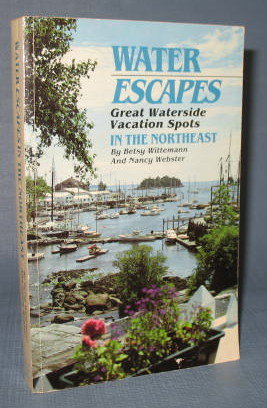 WATER
ESCAPES
Great Waterside
Vacation Spots
IN THE NORTHEAST
By Betsy Wittemann
And Nancy Webster